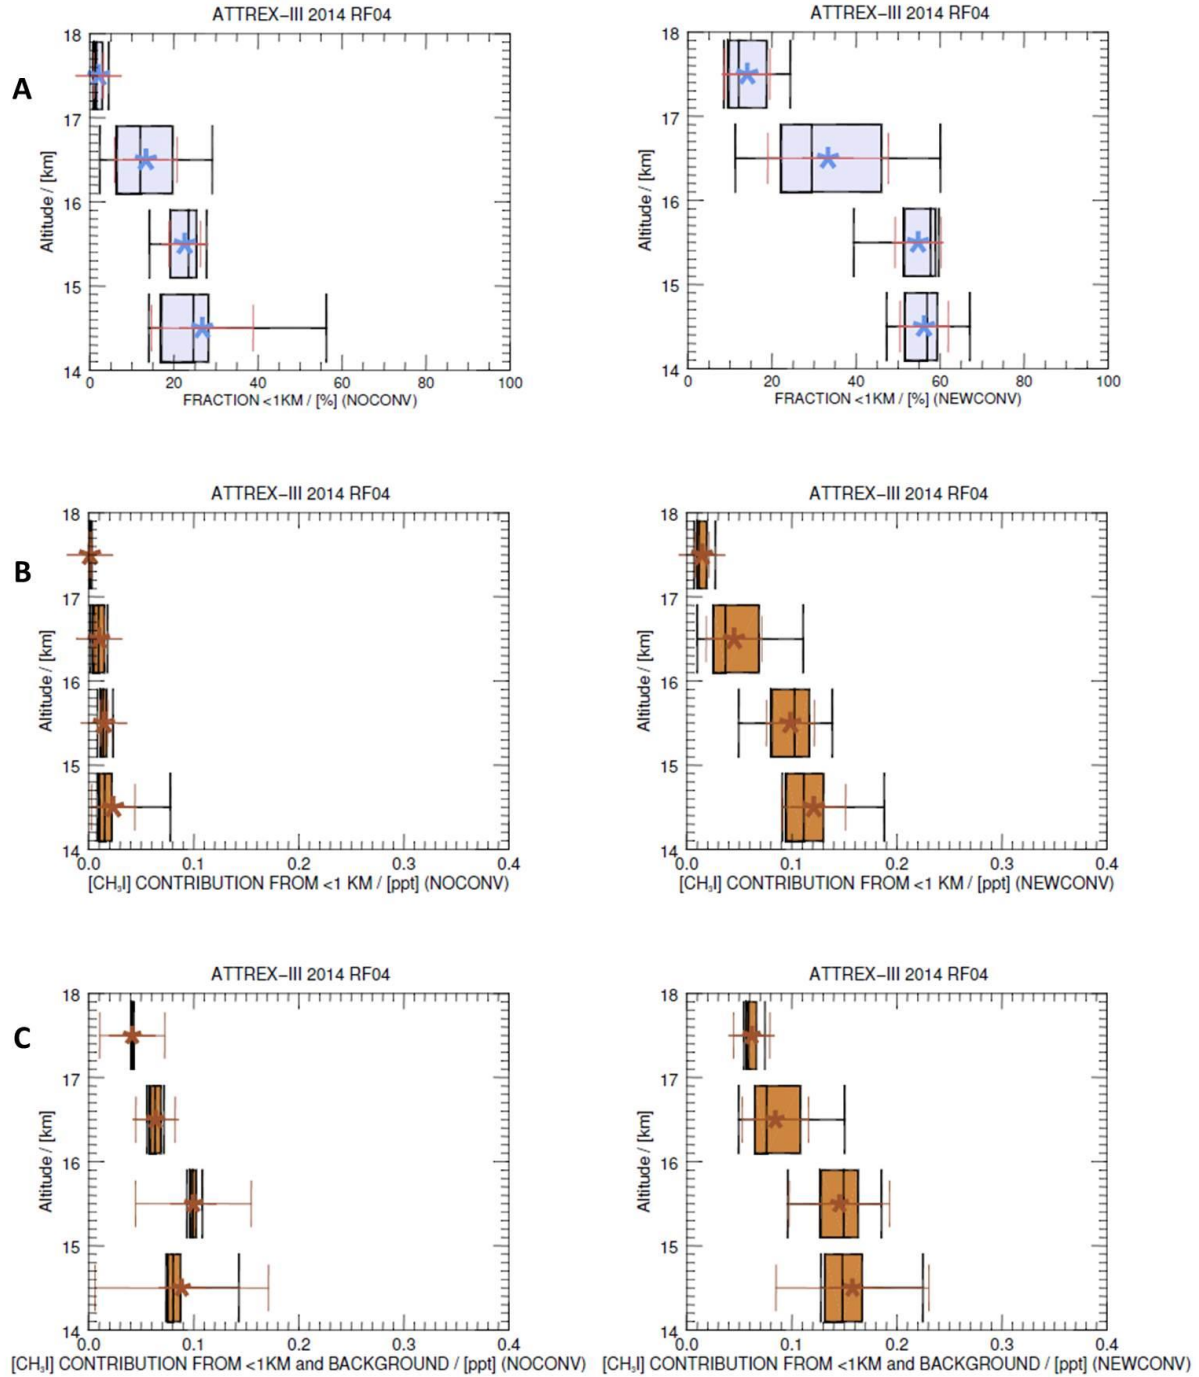 ATTREX-III 2014 RF04
ATTREX-III 2014 RF04
A
18
17
16
15
14
Altitude / [km]
0
20
40
60
80
100
FRACTION <1KM / [%] (NOCONV)
18
17
16
15
14
Altitude / [km]
0
20
40
60
80
100
FRACTION <1KM / [%] (NEWCONV)
ATTREX-III 2014 RF04
ATTREX-III 2014 RF04
B
18
17
16
15
14
Altitude / [km]
0.0
0.1
0.2
0.3
0.4
[CH₃I] CONTRIBUTION FROM <1 KM / [ppt] (NOCONV)
18
17
16
15
14
Altitude / [km]
0.0
0.1
0.2
0.3
0.4
[CH₃I] CONTRIBUTION FROM <1 KM / [ppt] (NEWCONV)
ATTREX-III 2014 RF04
ATTREX-III 2014 RF04
C
18
17
16
15
14
Altitude / [km]
0.0
0.1
0.2
0.3
0.4
[CH₃I] CONTRIBUTION FROM <1KM and BACKGROUND / [ppt] (NOCONV)
18
17
16
15
14
Altitude / [km]
0.0
0.1
0.2
0.3
0.4
[CH₃I] CONTRIBUTION FROM <1KM and BACKGROUND / [ppt] (NEWCONV)